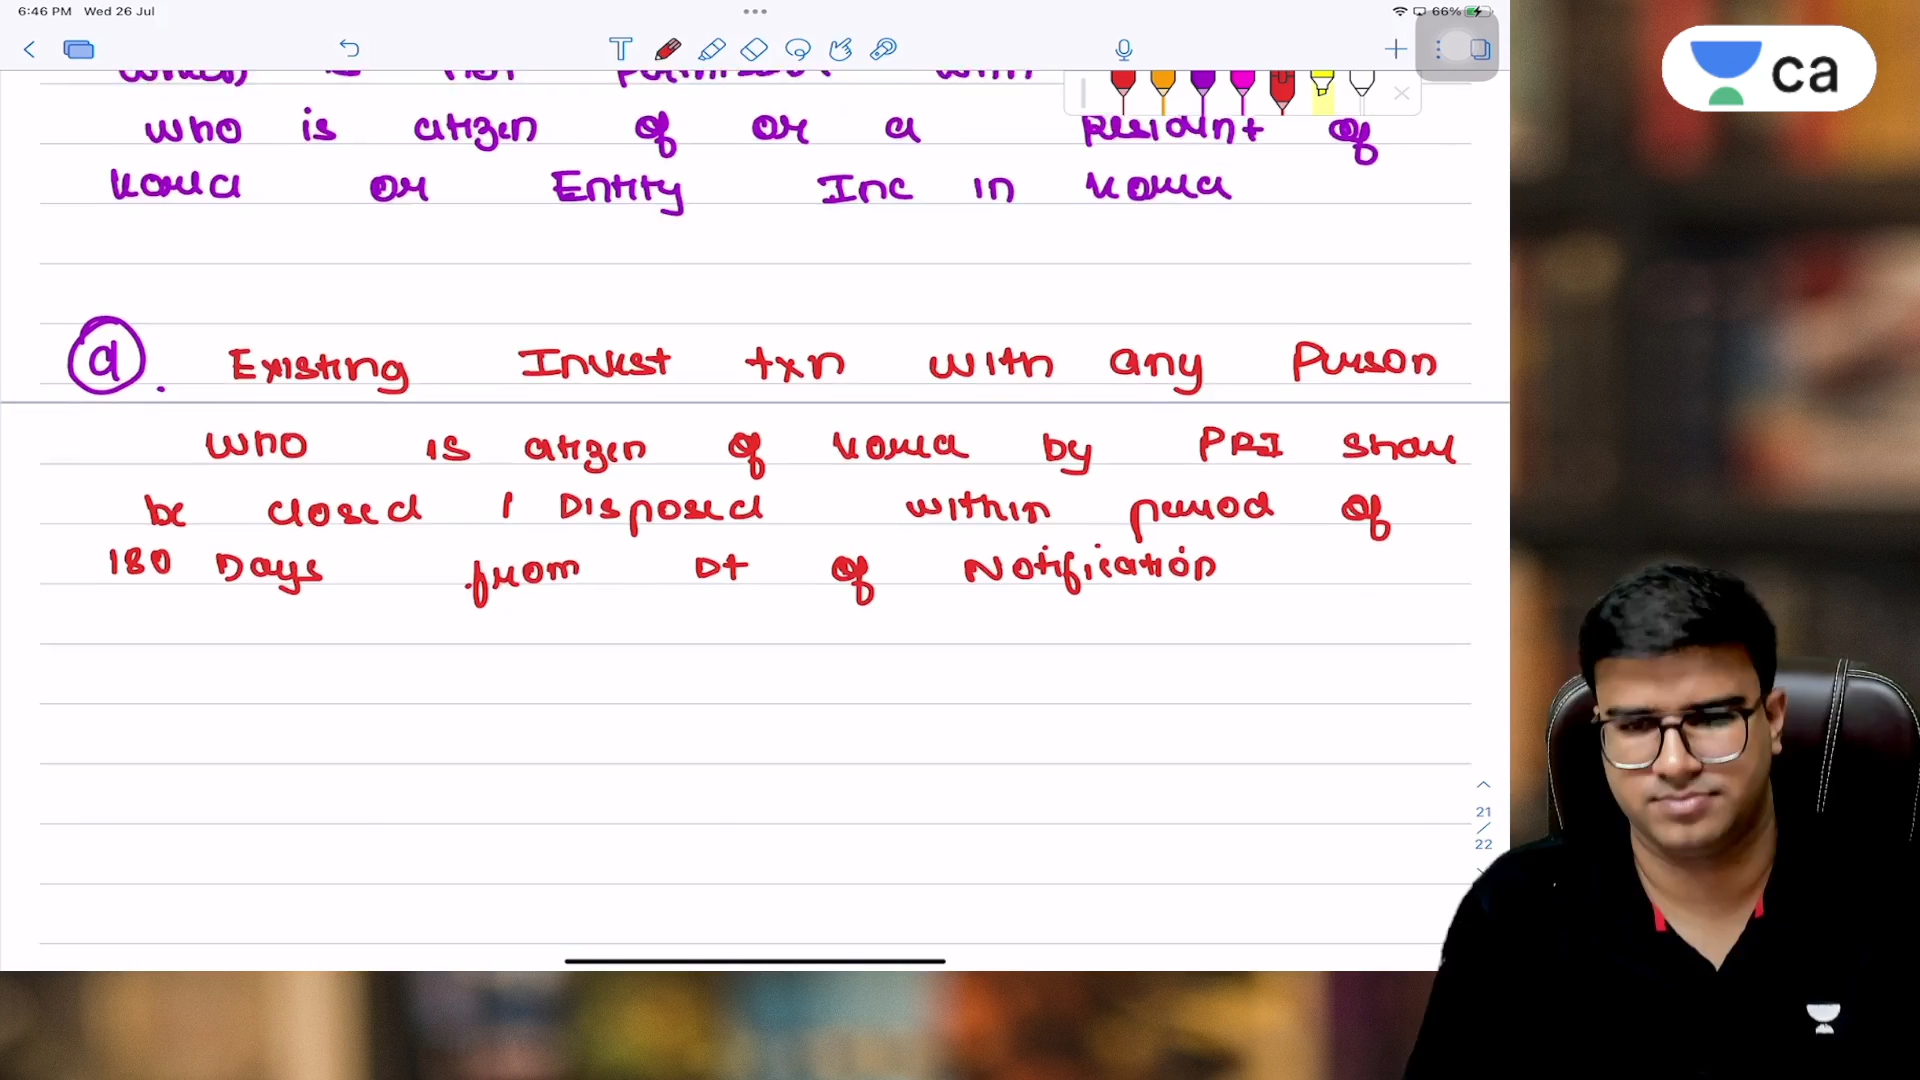 6:46 PM Wed 26 Jul
66%
ca
who is citizen of or a Resident of
Korea or Entity Inc in Korea
d. Existing Invest txn with any Person
who is citizen of Korea by PRI shall
be closed / Disposed within period of
180 Days from Dt of Notification
21
22